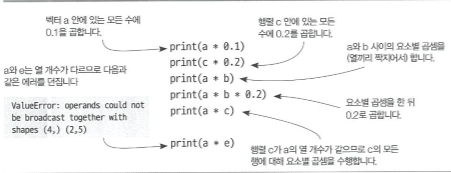 벡터 a 안에 있는 모든 수에
0.1을 곱합니다.
행렬 c 안에 있는 모든
수에 0.2를 곱합니다.
a와 b 사이의 요소별 곱셈을
(열끼리 짝지어서) 합니다.
a와 e는 열 개수가 다르므로 다음과
같은 에러를 던집니다
ValueError: operands could not
be broadcast together with
shapes (4,) (2,5)
print(a * 0.1)
print(c * 0.2)
print(a * b)
print(a * b * 0.2)
print(a * c)
print(a * e)
요소별 곱셈을 한 뒤
0.2로 곱합니다.
행렬 c가 a의 열 개수가 같으므로 c의 모든
행에 대해 요소별 곱셈을 수행합니다.